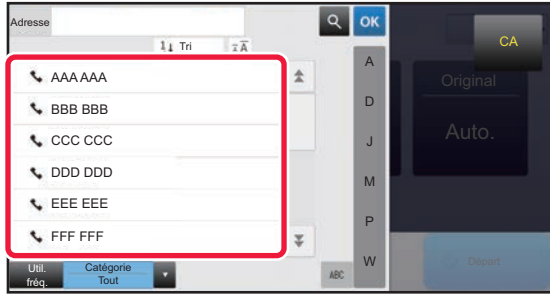 Adresse
OK
CA
1 Tri
A
AAA AAA
BBB BBB
CCC CCC
DDD DDD
EEE EEE
FFF FFF
A
D
J
M
P
W
Original
Auto.
Util. fréq.
Catégorie
Tout
ABC
Départ